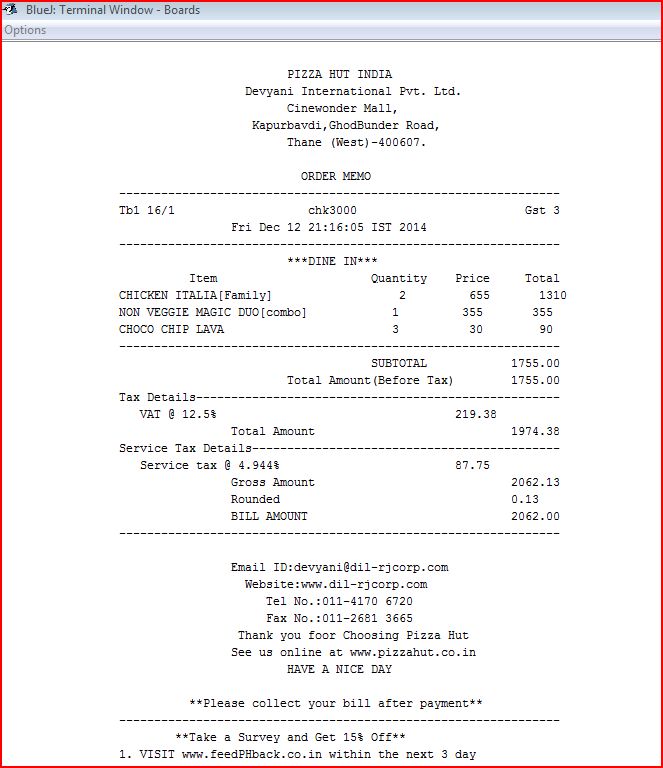 BlueJ: Terminal Window - Boards
Options
PIZZA HUT INDIA
Devyani International Pvt. Ltd.
Cinewonder Mall,
Kapurbavdi,GhodBunder Road,
Thane (West)-400607.
ORDER MEMO
---------------------------------------------------------------
Tbl 16/1 chk3000 Gst 3
Fri Dec 12 21:16:05 IST 2014
---------------------------------------------------------------
***DINE IN***
Item Quantity Price Total
CHICKEN ITALIA[Family] 2 655 1310
NON VEGGIE MAGIC DUO[combo] 1 355 355
CHOCO CHIP LAVA 3 30 90
---------------------------------------------------------------
SUBTOTAL 1755.00
Total Amount(Before Tax) 1755.00
Tax Details----------------------------------------------------
VAT @ 12.5% 219.38
Total Amount 1974.38
Service Tax Details--------------------------------------------
Service tax @ 4.944% 87.75
Gross Amount 2062.13
Rounded 0.13
BILL AMOUNT 2062.00
---------------------------------------------------------------
Email ID:devyani@dil-rjcorp.com
Website:www.dil-rjcorp.com
Tel No.:011-4170 6720
Fax No.:011-2681 3665
Thank you foor Choosing Pizza Hut
See us online at www.pizzahut.co.in
HAVE A NICE DAY
**Please collect your bill after payment**
---------------------------------------------------------------
**Take a Survey and Get 15% Off**
1. VISIT www.feedPHback.co.in within the next 3 day